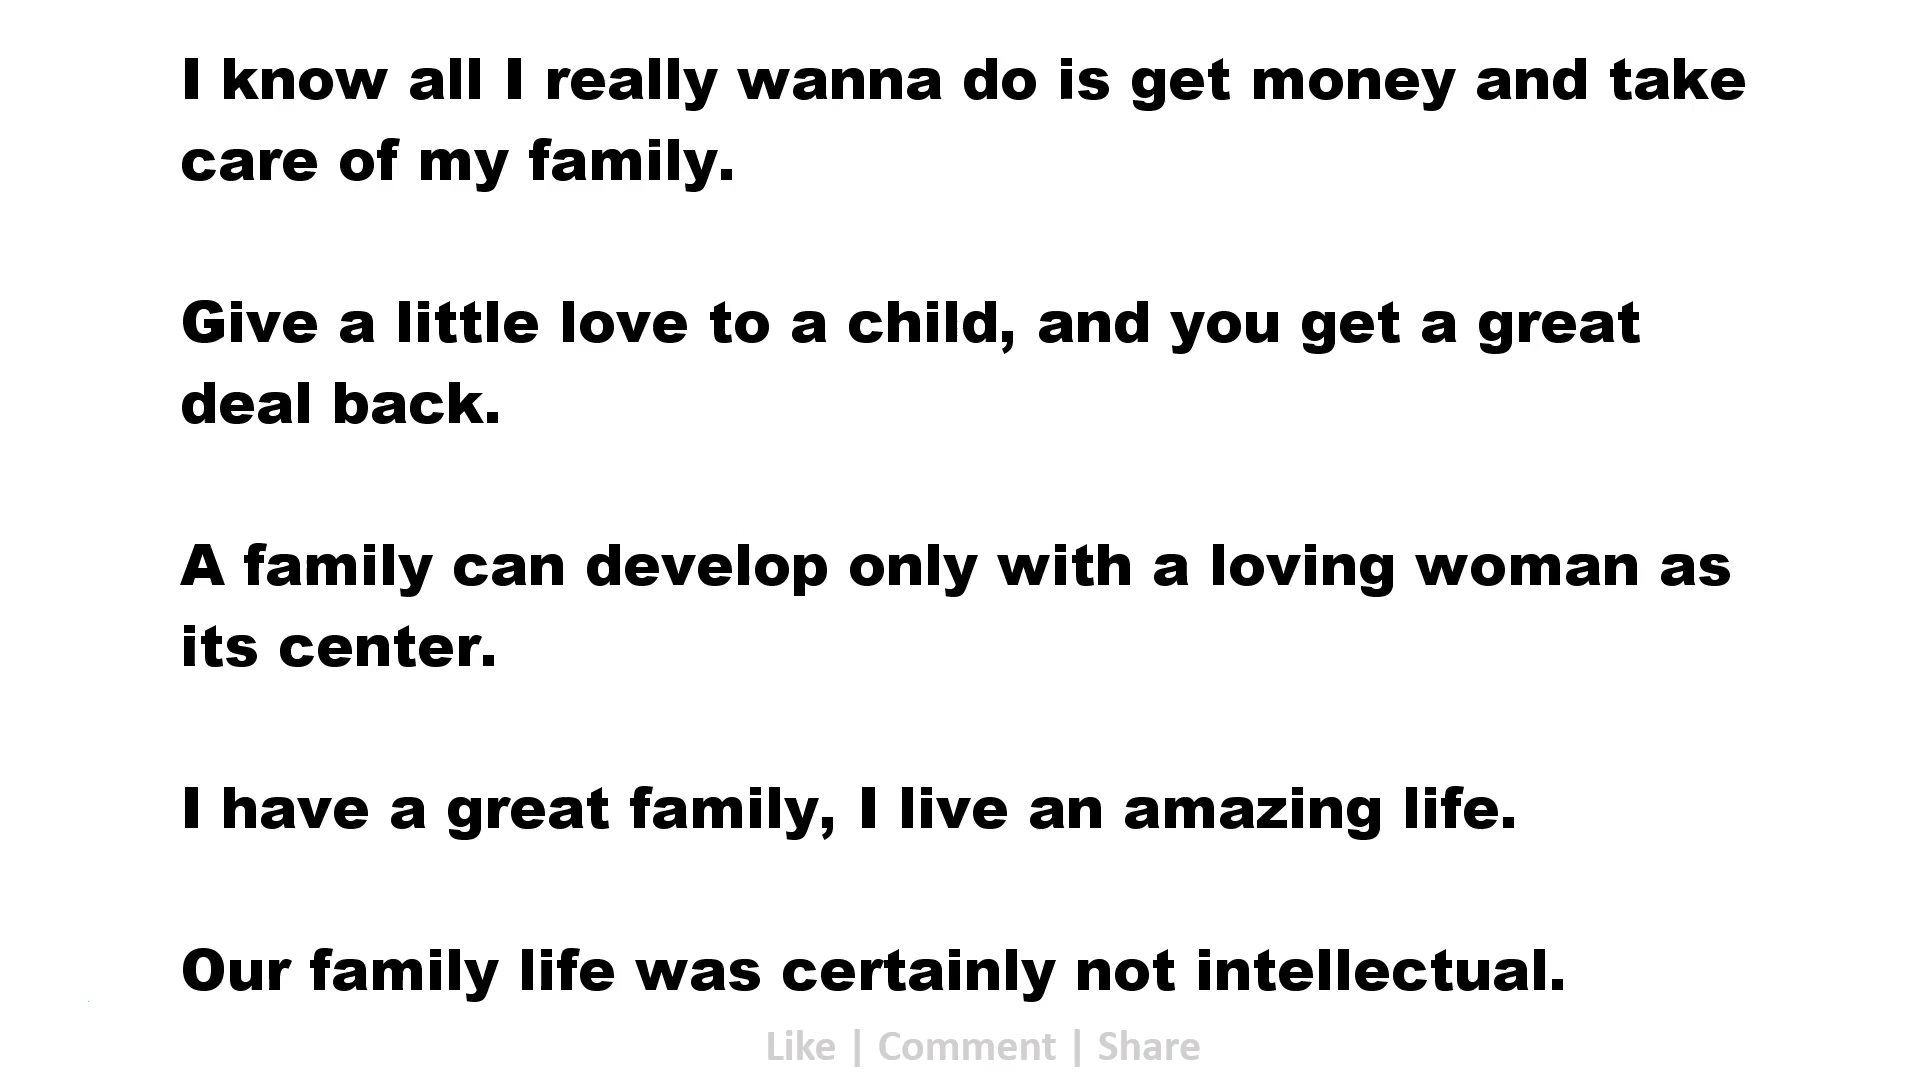 I know all I really wanna do is get money and take
care of my family.
Give a little love to a child, and you get a great
deal back.
A family can develop only with a loving woman as
its center.
I have a great family, I live an amazing life.
Our family life was certainly not intellectual.
Like | Comment | Share